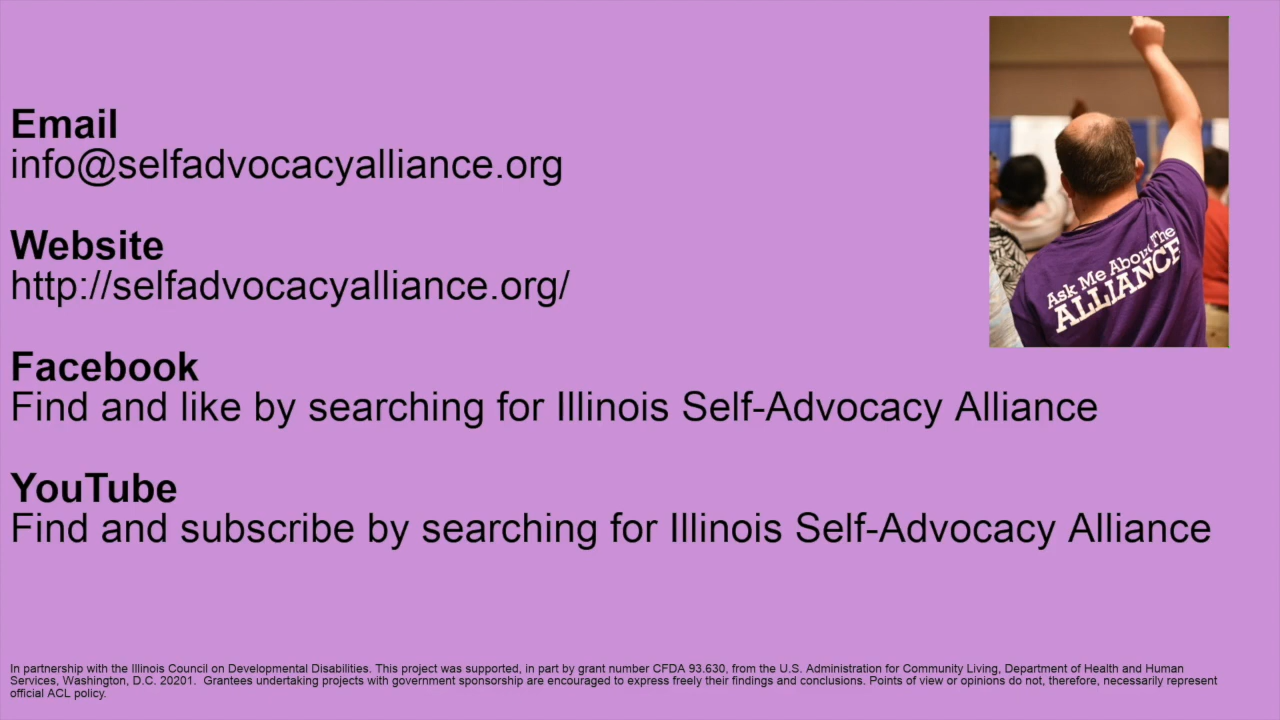 Email
info@selfadvocacyalliance.org
Website
http://selfadvocacyalliance.org/
Facebook
Find and like by searching for Illinois Self-Advocacy Alliance
YouTube
Find and subscribe by searching for Illinois Self-Advocacy Alliance
Ask Me About The
ALLIANCE
In partnership with the Illinois Council on Developmental Disabilities. This project was supported, in part by grant number CFDA 93.630, from the U.S. Administration for Community Living, Department of Health and Human
Services, Washington, D.C. 20201.  Grantees undertaking projects with government sponsorship are encouraged to express freely their findings and conclusions. Points of view or opinions do not, therefore, necessarily represent
official ACL policy.